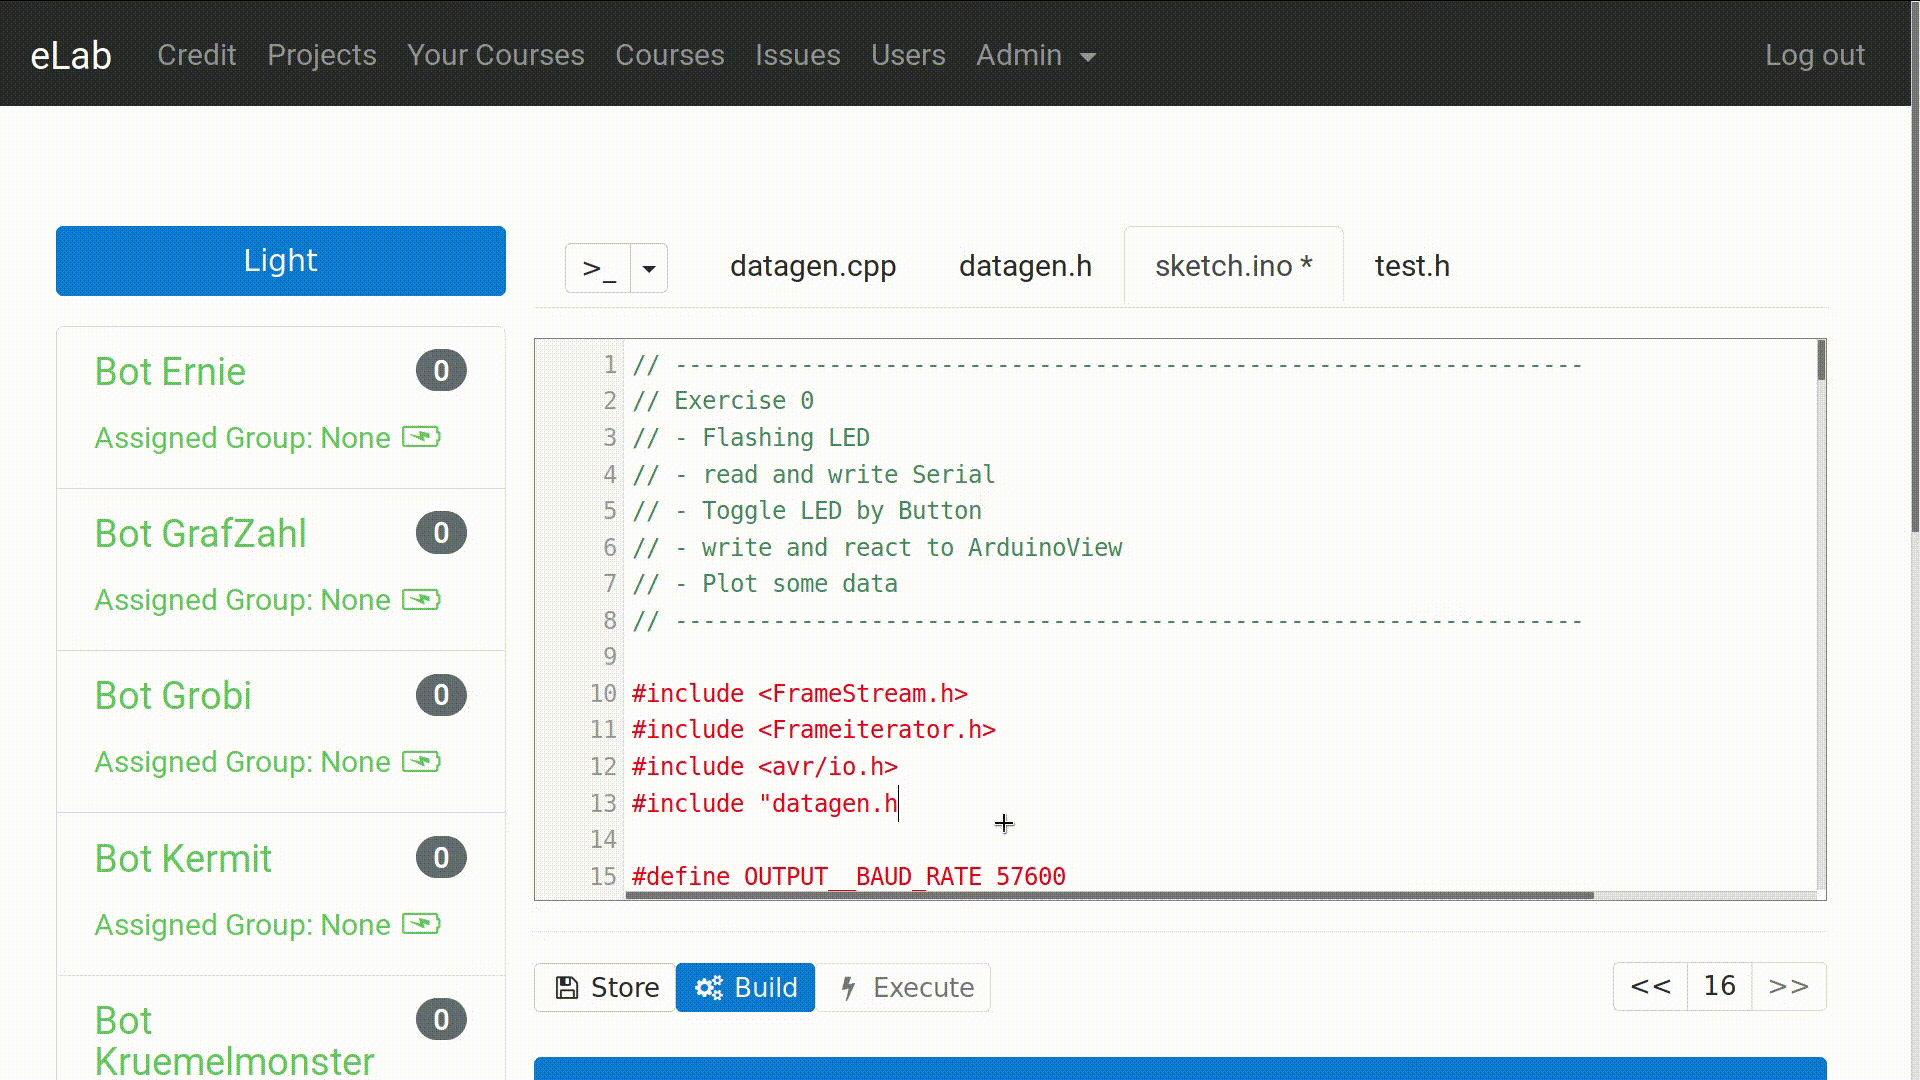 eLab Credit Projects Your Courses Courses Issues Users Admin Log out
Light
Bot Ernie 0
Assigned Group: None
Bot GrafZahl 0
Assigned Group: None
Bot Grobi 0
Assigned Group: None
Bot Kermit 0
Assigned Group: None
Bot 0
Kruemelmonster
>_ datagen.cpp datagen.h sketch.ino * test.h
1 // -----------------------------------------------------------------
2 // Exercise 0
3 // - Flashing LED
4 // - read and write Serial
5 // - Toggle LED by Button
6 // - write and react to ArduinoView
7 // - Plot some data
8 // -----------------------------------------------------------------
9
10 #include <FrameStream.h>
11 #include <Frameiterator.h>
12 #include <avr/io.h>
13 #include "datagen.h
14
15 #define OUTPUT__BAUD_RATE 57600
Store Build Execute << 16 >>